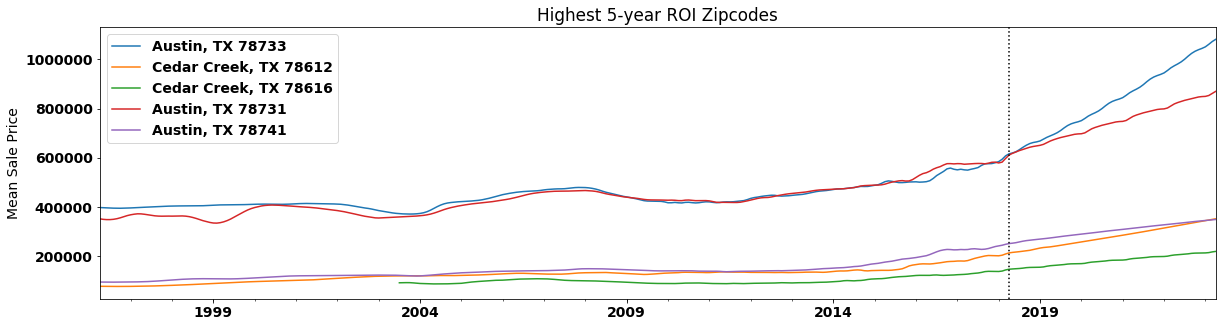 Highest 5-year ROI Zipcodes
Mean Sale Price
1000000
800000
600000
400000
200000
Austin, TX 78733
Cedar Creek, TX 78612
Cedar Creek, TX 78616
Austin, TX 78731
Austin, TX 78741
1999
2004
2009
2014
2019